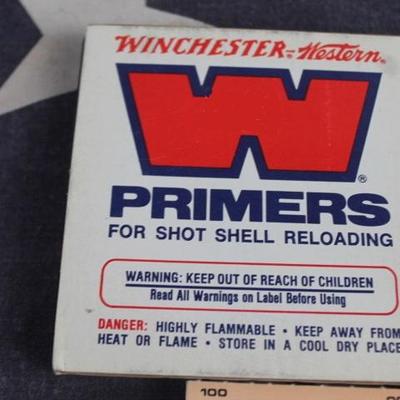 WINCHESTER-Western
W
®
PRIMERS
FOR SHOT SHELL RELOADING
WARNING: KEEP OUT OF REACH OF CHILDREN
Read All Warnings on Label Before Using
DANGER: HIGHLY FLAMMABLE • KEEP AWAY FROM
HEAT OR FLAME • STORE IN A COOL DRY PLACE
100